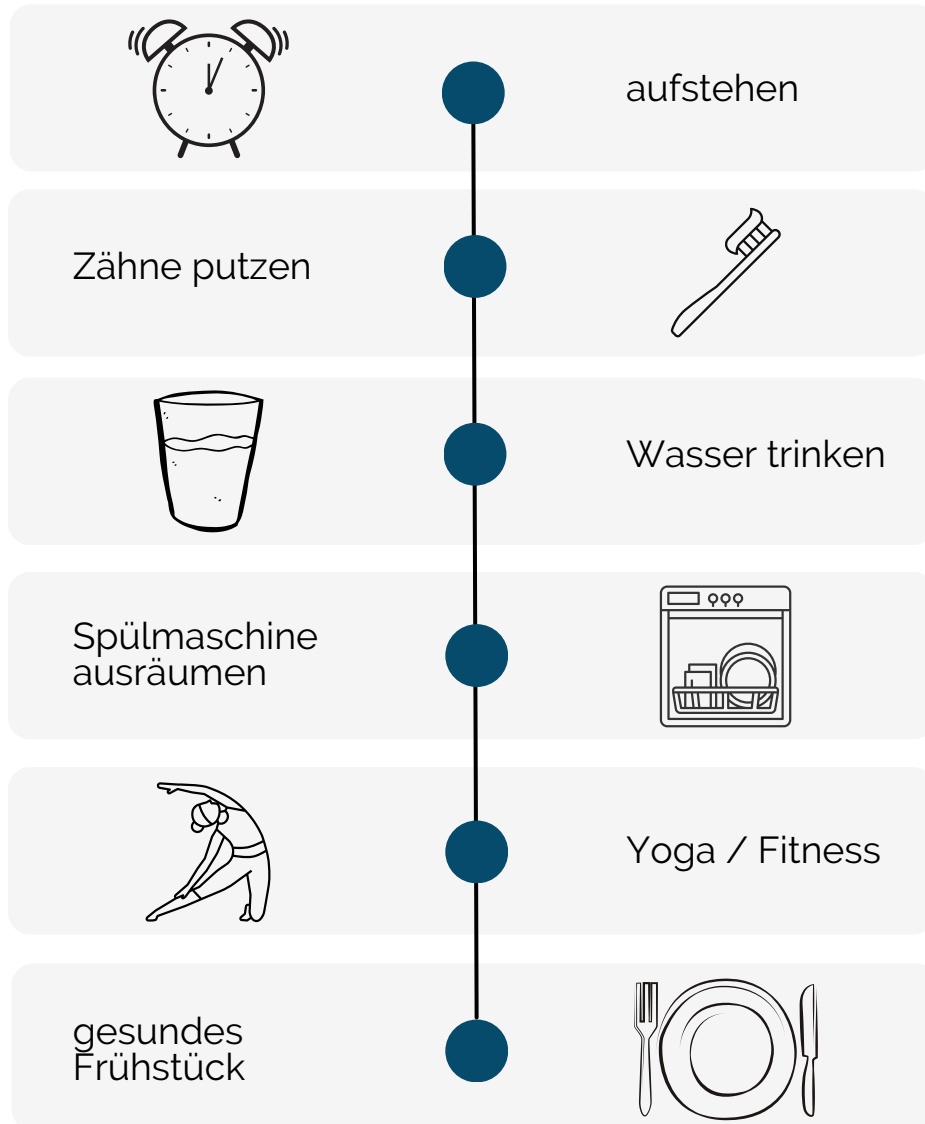 aufstehen
Zähne putzen
Wasser trinken
Spülmaschine
ausräumen
Yoga / Fitness
gesundes
Frühstück